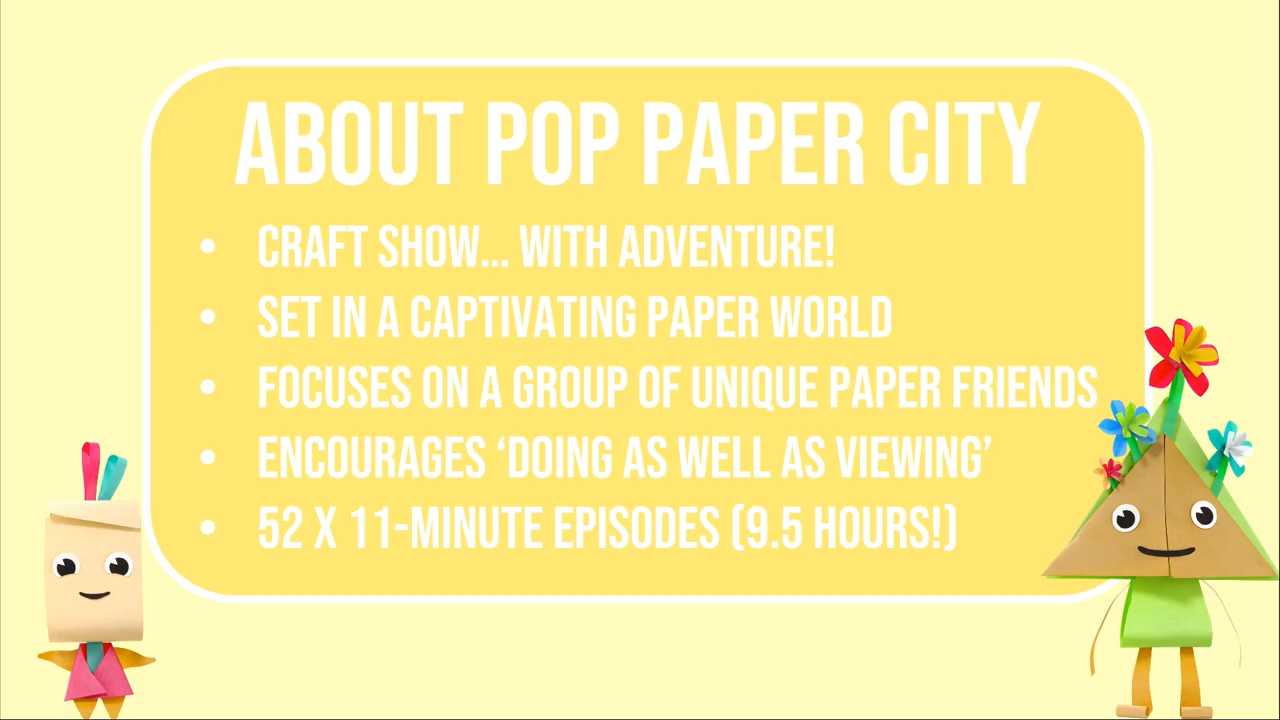 ABOUT POP PAPER CITY
• CRAFT SHOW... WITH ADVENTURE!
• SET IN A CAPTIVATING PAPER WORLD
• FOCUSES ON A GROUP OF UNIQUE PAPER FRIENDS
• ENCOURAGES ‘DOING AS WELL AS VIEWING’
• 52 X 11-MINUTE EPISODES (9.5 HOURS!)